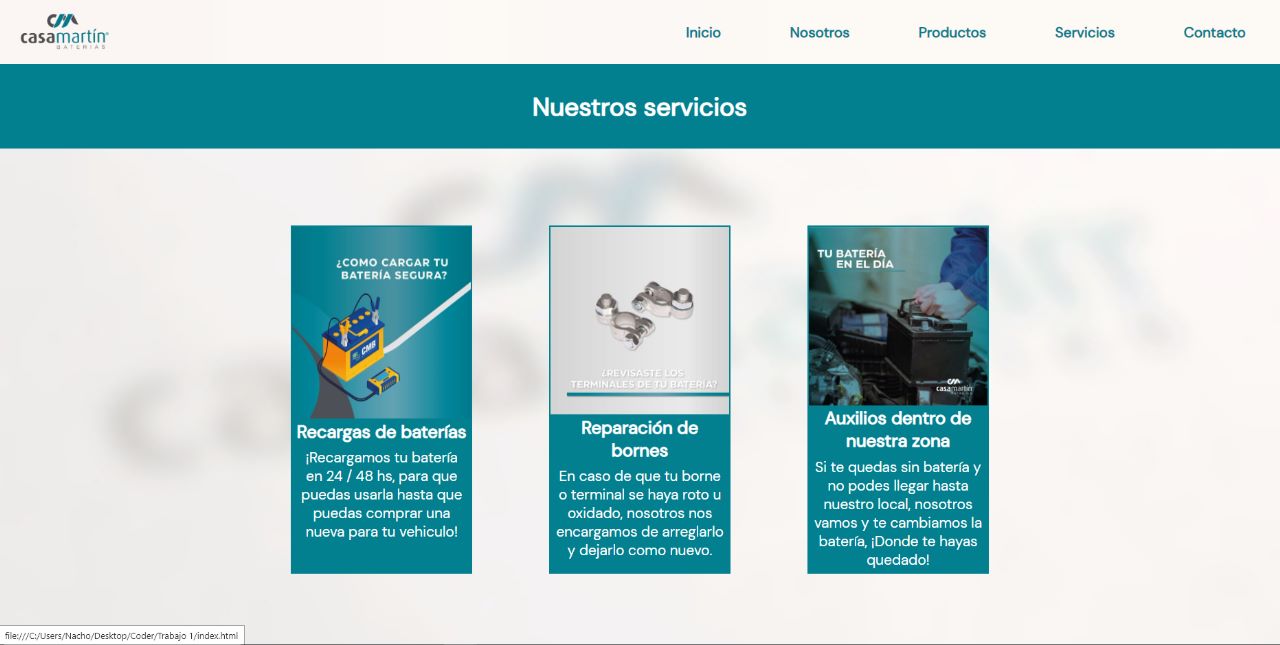 casamartín®
BATERIAS
Inicio
Nosotros
Productos
Servicios
Contacto
Nuestros servicios
¿COMO CARGAR TU
BATERÍA SEGURA?
CMB
Recargas de baterías
¡Recargamos tu batería
en 24 / 48 hs, para que
puedas usarla hasta que
puedas comprar una
nueva para tu vehiculo!
¿REVISASTE LOS
TERMINALES DE TU BATERÍA?
Reparación de
bornes
En caso de que tu borne
o terminal se haya roto u
oxidado, nosotros nos
encargamos de arreglarlo
y dejarlo como nuevo.
TU BATERÍA
EN EL DÍA
casamartín
Auxilios dentro de
nuestra zona
Si te quedas sin batería y
no podes llegar hasta
nuestro local, nosotros
vamos y te cambiamos la
batería, ¡Donde te hayas
quedado!
file:///C:/Users/Nacho/Desktop/Coder/Trabajo 1/index.html